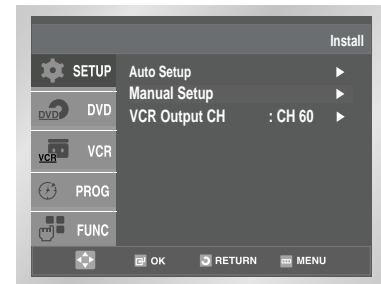 Install
SETUP
Auto Setup
Manual Setup
DVD DVD
VCR Output CH : CH 60
VCR VCR
PROG
FUNC
OK RETURN MENU